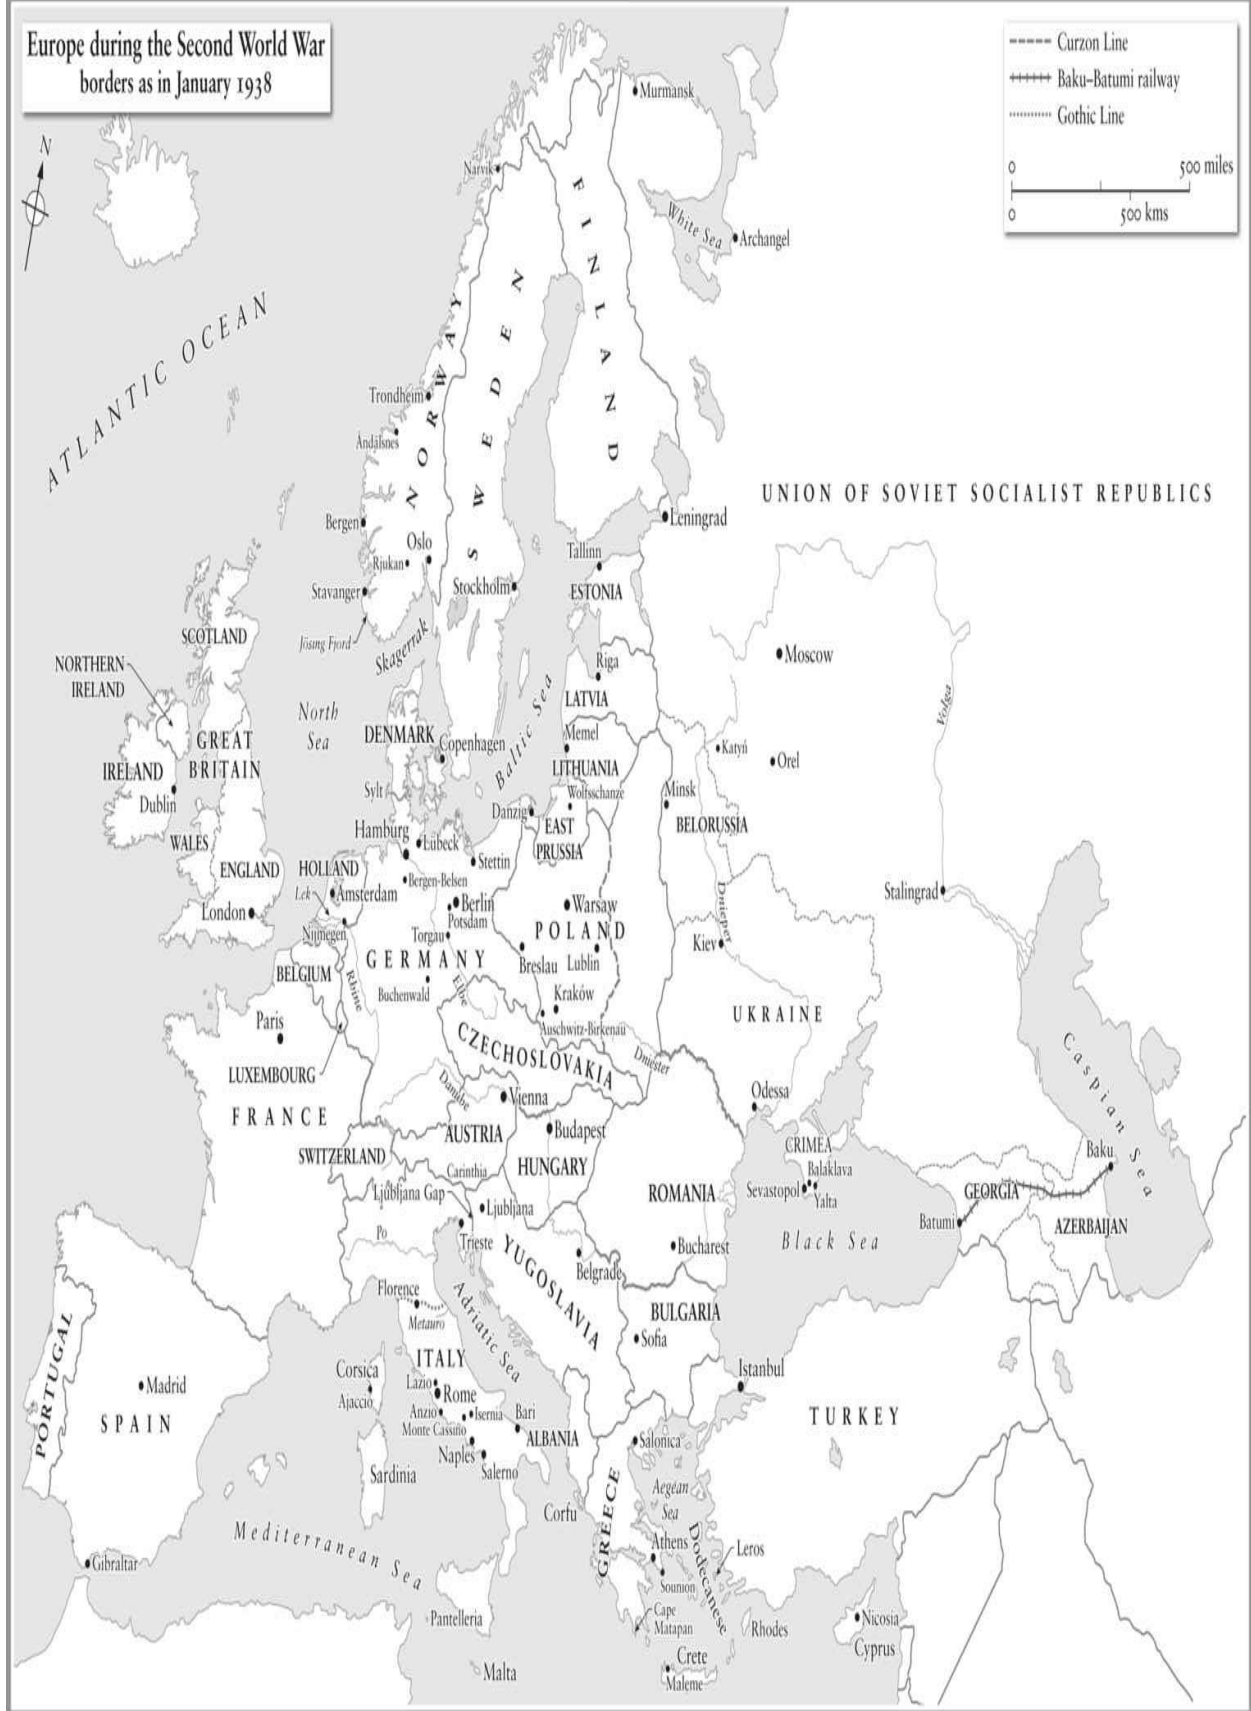 Europe during the Second World War
borders as in January 1938
Curzon Line
Baku–Batumi railway
Gothic Line
0 500 miles
0 500 kms
N
Murmansk
Narvik
FINLAND
White Sea
Archangel
ATLANTIC OCEAN
NORWAY
SWEDEN
Trondheim
Åndalsnes
UNION OF SOVIET SOCIALIST REPUBLICS
Bergen
Leningrad
Oslo
Tallinn
Rjukan
Stavanger
Stockholm
ESTONIA
SCOTLAND
Jösing Fjord
Skagerrak
Moscow
NORTHERN
IRELAND
Riga
LATVIA
Volga
North
Sea
Baltic Sea
DENMARK
Copenhagen
Memel
Katyń
GREAT
BRITAIN
IRELAND
LITHUANIA
Orel
Dublin
Sylt
Wolfsschanze
Minsk
Danzig
EAST
PRUSSIA
BELORUSSIA
Hamburg
Lübeck
WALES
Stettin
ENGLAND
HOLLAND
Bergen-Belsen
Lek
Amsterdam
Stalingrad
Berlin
Warsaw
Dnieper
London
Potsdam
Nijmegen
Torgau
POLAND
Kiev
GERMANY
Breslau
Lublin
BELGIUM
Rhine
Buchenwald
Elbe
Kraków
UKRAINE
Paris
Auschwitz-Birkenau
CZECHOSLOVAKIA
Dniester
Caspian Sea
LUXEMBOURG
Danube
Vienna
Odessa
FRANCE
AUSTRIA
Budapest
CRIMEA
SWITZERLAND
Carinthia
HUNGARY
Baku
Balaklava
Ljubljana Gap
ROMANIA
Sevastopol
Yalta
GEORGIA
Ljubljana
Batumi
AZERBAIJAN
Po
Trieste
YUGOSLAVIA
Bucharest
Black Sea
Belgrade
Florence
Adriatic Sea
Metauro
BULGARIA
Sofia
PORTUGAL
ITALY
Corsica
Istanbul
Madrid
Lazio
Rome
Ajaccio
SPAIN
Anzio
Isernia
Bari
TURKEY
Monte Cassino
ALBANIA
Salonica
Naples
Salerno
Sardinia
GREECE
Aegean
Sea
Corfu
Mediterranean Sea
Athens
Dodecanese
Leros
Gibraltar
Sounion
Pantelleria
Cape
Matapan
Rhodes
Nicosia
Cyprus
Crete
Malta
Maleme